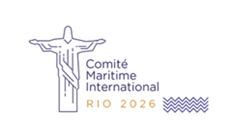 Comité
Maritime
International
RIO 2026